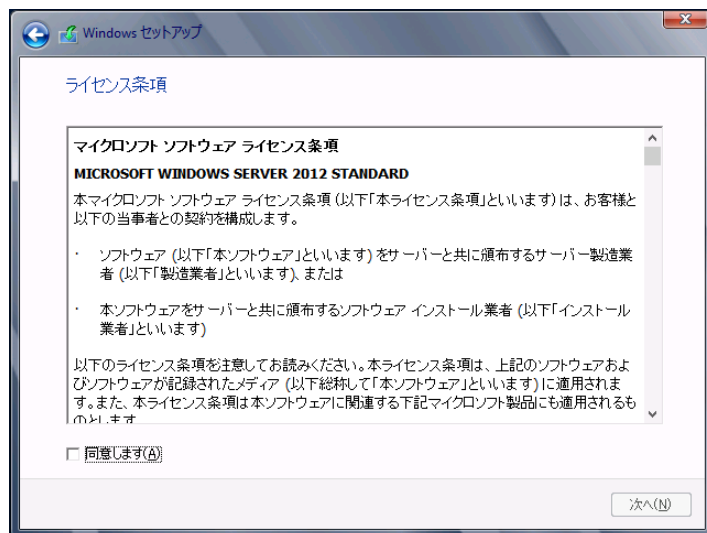 Windows セットアップ
ライセンス条項
マイクロソフト ソフトウェア ライセンス条項
MICROSOFT WINDOWS SERVER 2012 STANDARD
本マイクロソフト ソフトウェア ライセンス条項 (以下「本ライセンス条項」といいます) は、お客様と
以下の当事者との契約を構成します。
・ ソフトウェア (以下「本ソフトウェア」といいます) をサーバーと共に頒布するサーバー製造業
者 (以下「製造業者」といいます)、または
・ 本ソフトウェアをサーバーと共に頒布するソフトウェア インストール業者 (以下「インストール
業者」といいます)
以下のライセンス条項を注意してお読みください。本ライセンス条項は、上記のソフトウェアおよ
びソフトウェアが記録されたメディア (以下総称して「本ソフトウェア」といいます) に適用されま
す。また、本ライセンス条項は本ソフトウェアに関連する下記マイクロソフト製品にも適用されるも
のとします
同意します(A)
次へ(N)